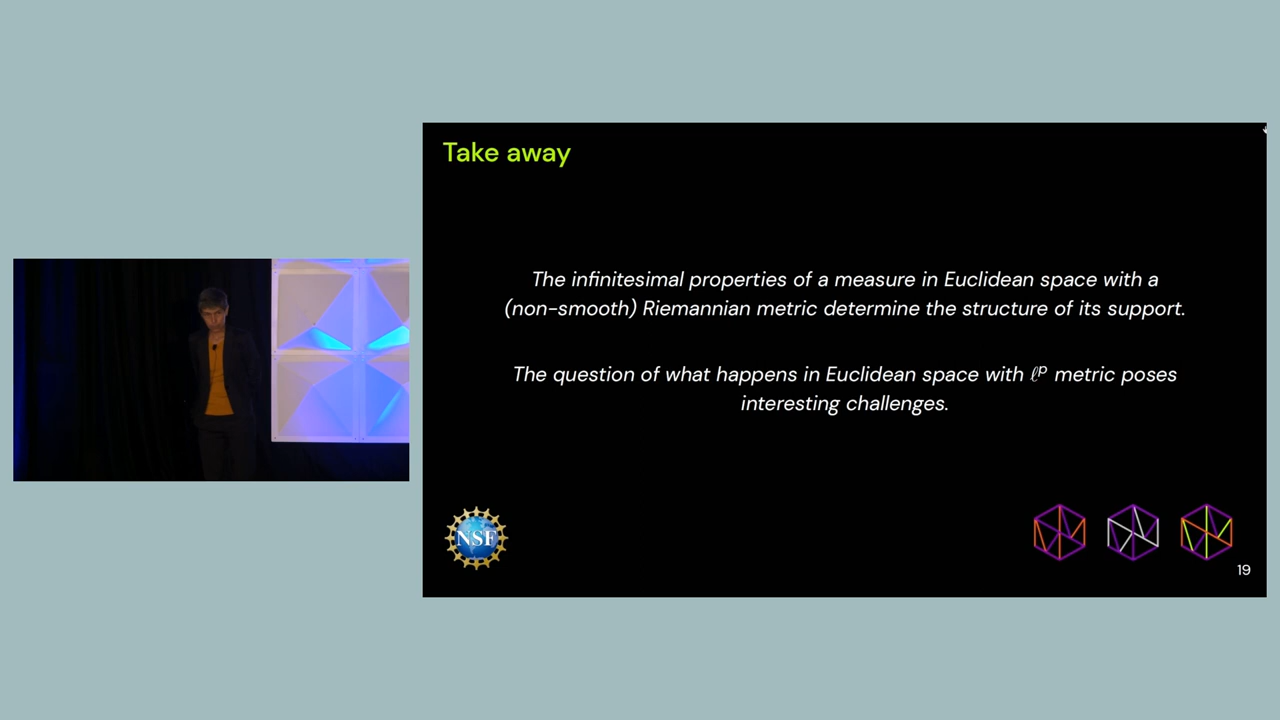 Take away
The infinitesimal properties of a measure in Euclidean space with a
(non-smooth) Riemannian metric determine the structure of its support.
The question of what happens in Euclidean space with ℓᵖ metric poses
interesting challenges.
NSF
19